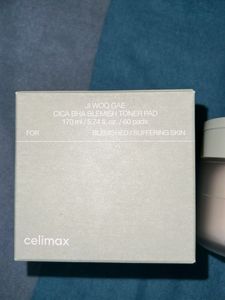 JI WOO GAE
CICA BHA BLEMISH TONER PAD
170 ml / 5.74 fl. oz. / 60 pads
FOR BLEMISHED / SUFFERING SKIN
celimax